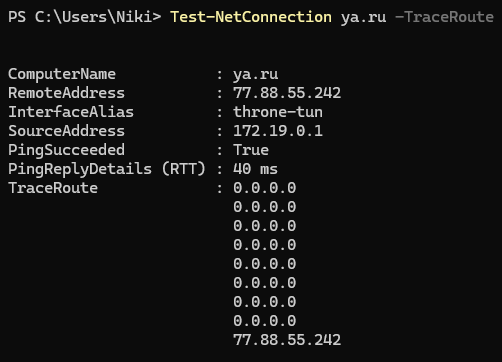 PS C:\Users\Niki> Test-NetConnection ya.ru -TraceRoute
ComputerName           : ya.ru
RemoteAddress          : 77.88.55.242
InterfaceAlias         : throne-tun
SourceAddress          : 172.19.0.1
PingSucceeded          : True
PingReplyDetails (RTT) : 40 ms
TraceRoute             : 0.0.0.0
                         0.0.0.0
                         0.0.0.0
                         0.0.0.0
                         0.0.0.0
                         0.0.0.0
                         0.0.0.0
                         0.0.0.0
                         77.88.55.242